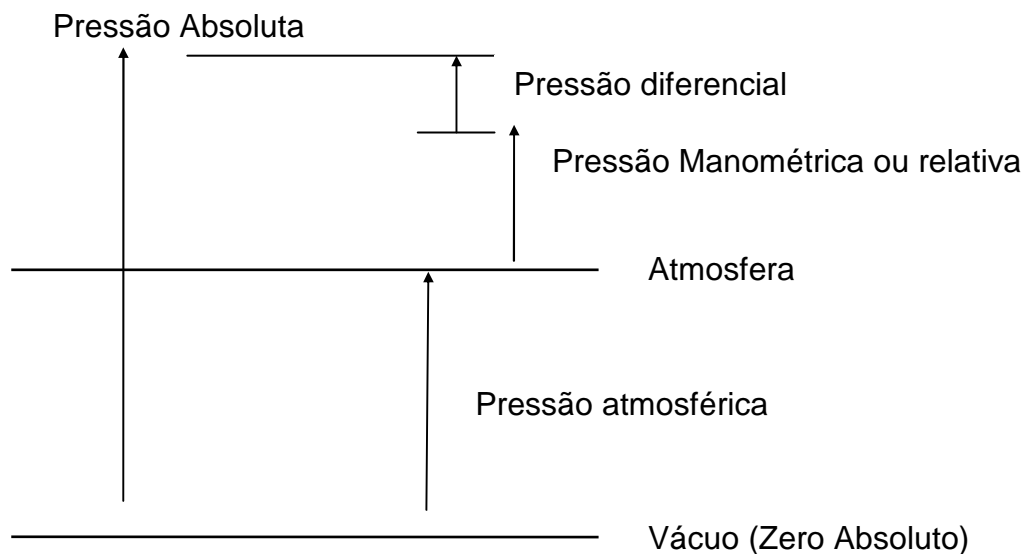 Pressão Absoluta
Pressão diferencial
Pressão Manométrica ou relativa
Atmosfera
Pressão atmosférica
Vácuo (Zero Absoluto)